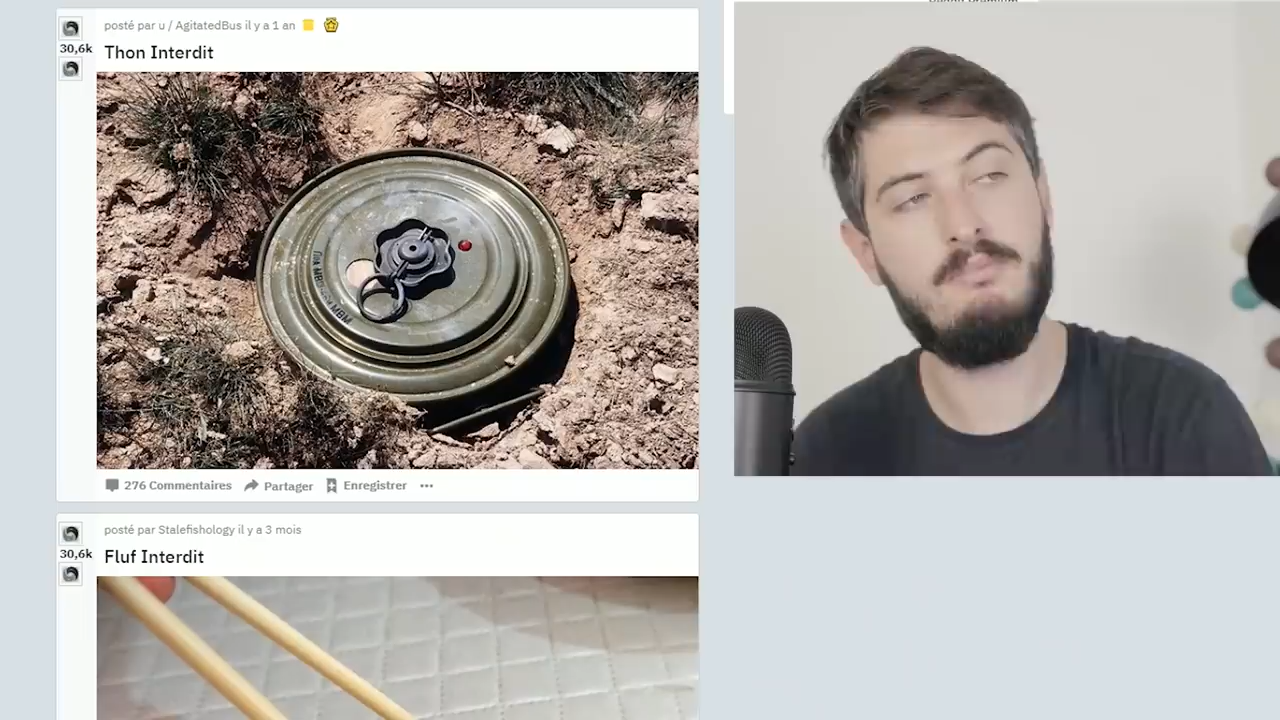 posté par u / AgitatedBus il y a 1 an
30,6k
Thon Interdit
276 Commentaires
Partager
Enregistrer
posté par Stalefishology il y a 3 mois
30,6k
Fluf Interdit